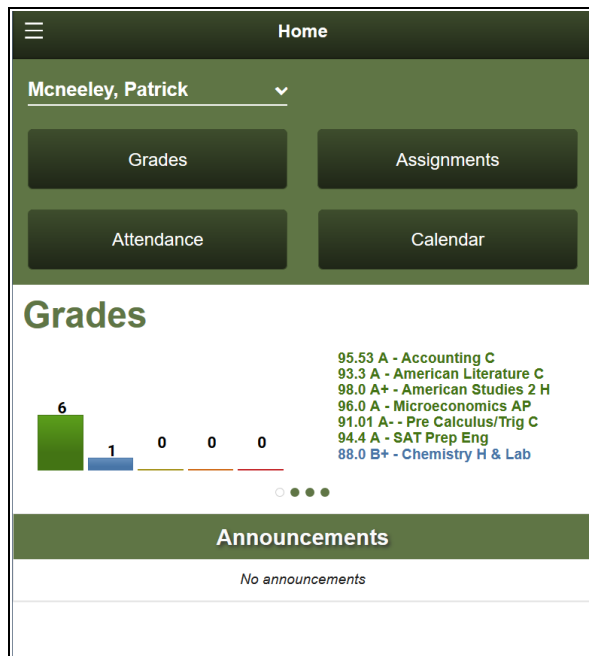 Home
Mcneeley, Patrick
Grades
Assignments
Attendance
Calendar
Grades
6
1
0
0
0
95.53 A - Accounting C
93.3 A - American Literature C
98.0 A+ - American Studies 2 H
96.0 A - Microeconomics AP
91.01 A- - Pre Calculus/Trig C
94.4 A - SAT Prep Eng
88.0 B+ - Chemistry H & Lab
Announcements
No announcements